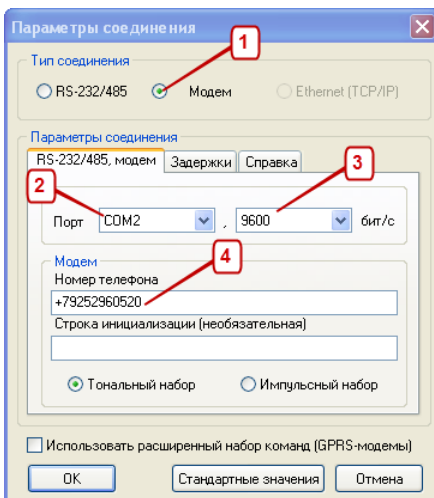 Параметры соединения
1
Тип соединения
RS-232/485 Модем Ethernet (TCP/IP)
Параметры соединения
RS-232/485, модем Задержки Справка
2 3
Порт COM2 , 9600 бит/с
4
Модем
Номер телефона
+79252960520
Строка инициализации (необязательная)
Тональный набор Импульсный набор
Использовать расширенный набор команд (GPRS-модемы)
OK Стандартные значения Отмена